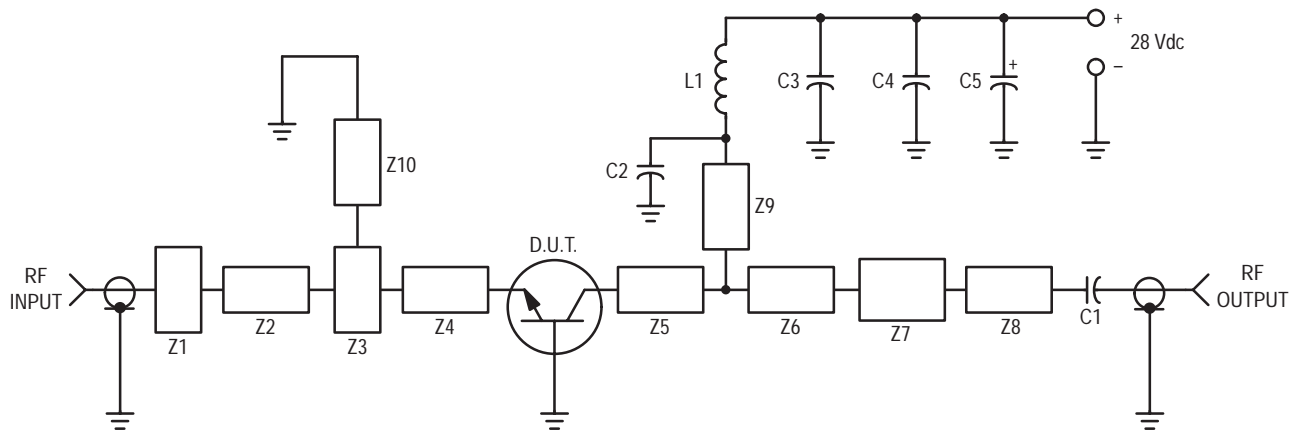 +
28 Vdc
–
L1
C3
C4
C5
+
Z10
C2
Z9
D.U.T.
RF
INPUT
Z1
Z2
Z3
Z4
Z5
Z6
Z7
Z8
C1
RF
OUTPUT